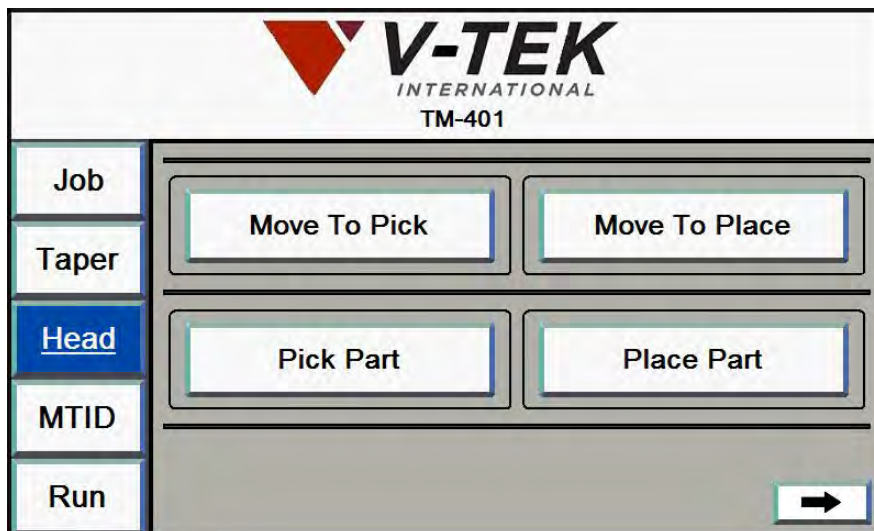 V-TEK
INTERNATIONAL
TM-401
Job
Taper
Head
MTID
Run
Move To Pick
Move To Place
Pick Part
Place Part